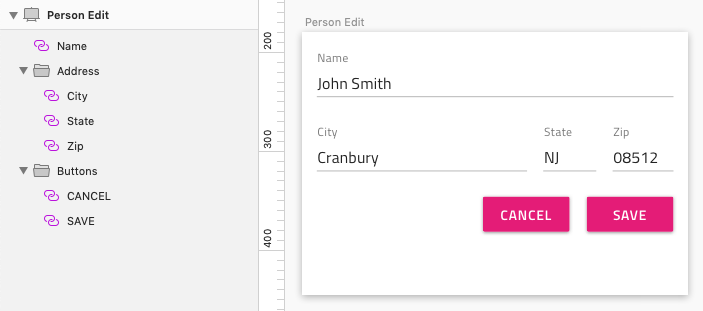 Person Edit
Name
Address
City
State
Zip
Buttons
CANCEL
SAVE
200
300
400
Person Edit
Name
John Smith
City State Zip
Cranbury NJ 08512
CANCEL SAVE